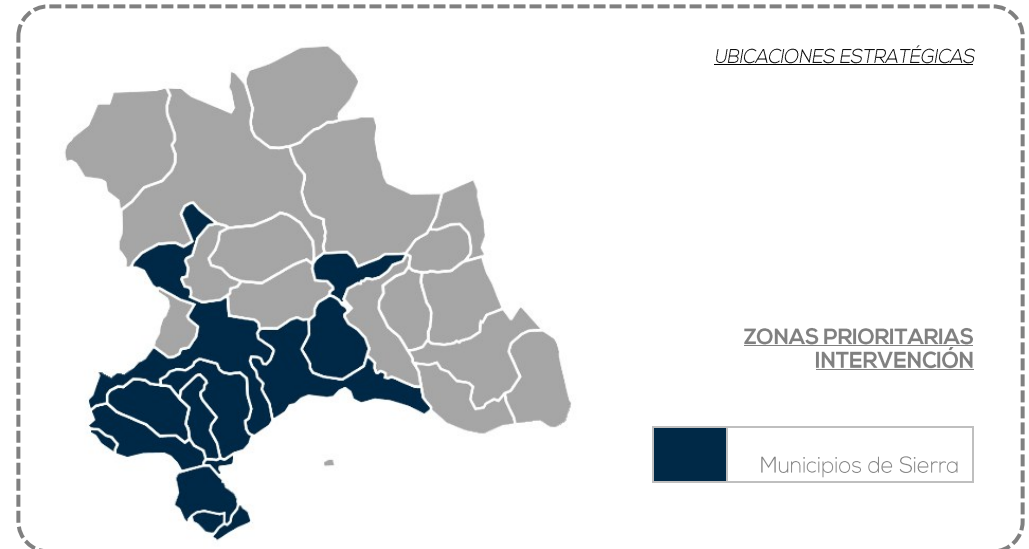 UBICACIONES ESTRATÉGICAS
ZONAS PRIORITARIAS
INTERVENCIÓN
Municipios de Sierra